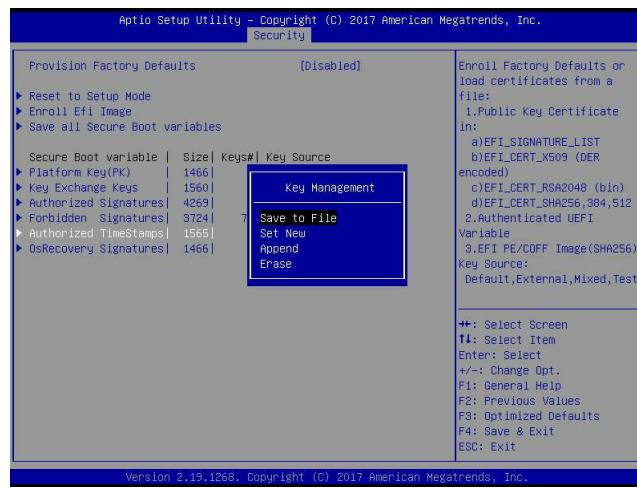 Aptio Setup Utility – Copyright (C) 2017 American Megatrends, Inc.
Security
Provision Factory Defaults [Disabled]
Reset to Setup Mode
Enroll Efi Image
Save all Secure Boot variables
Secure Boot variable | Size| Keys#| Key Source
Platform Key(PK) | 1466|
Key Exchange Keys | 1560|
Authorized Signatures| 4269|
Forbidden Signatures| 3724| 7
Authorized TimeStamps| 1565|
OsRecovery Signatures| 1466|
Key Management
Save to File
Set New
Append
Erase
Enroll Factory Defaults or
load certificates from a
file:
1.Public Key Certificate
in:
a)EFI_SIGNATURE_LIST
b)EFI_CERT_X509 (DER
encoded)
c)EFI_CERT_RSA2048 (bin)
d)EFI_CERT_SHA256,384,512
2.Authenticated UEFI
Variable
3.EFI PE/COFF Image(SHA256)
Key Source:
Default,External,Mixed,Test
→←: Select Screen
↑↓: Select Item
Enter: Select
+/-: Change Opt.
F1: General Help
F2: Previous Values
F3: Optimized Defaults
F4: Save & Exit
ESC: Exit
Version 2.19.1268. Copyright (C) 2017 American Megatrends, Inc.